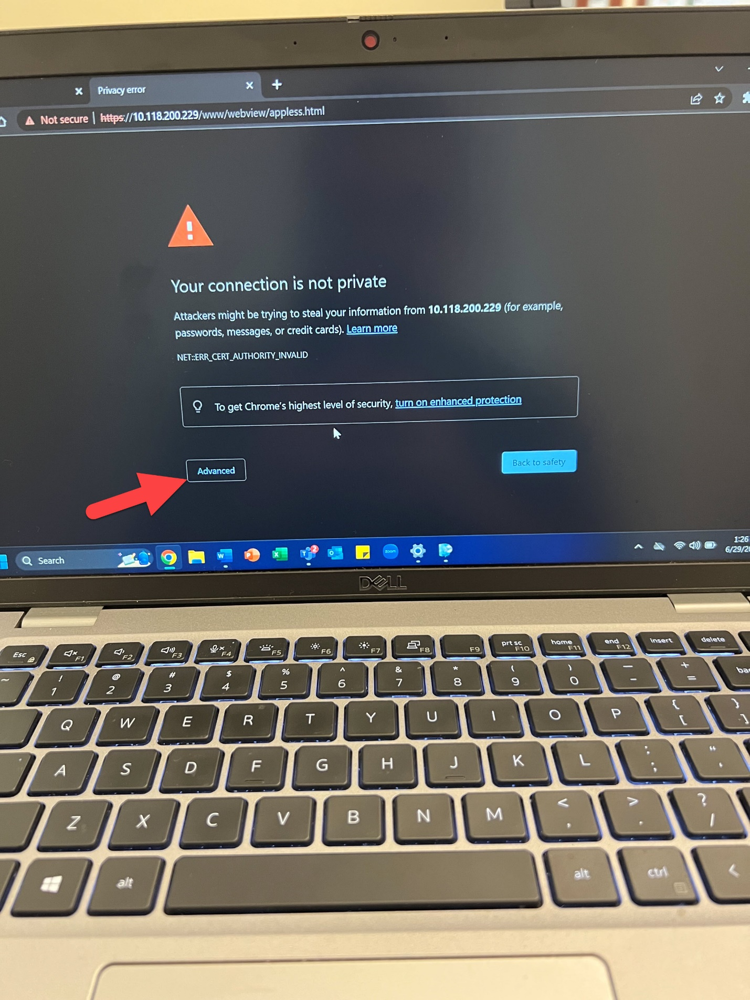 Privacy error
Not secure | https://10.118.200.229/www/webview/appless.html
Your connection is not private
Attackers might be trying to steal your information from 10.118.200.229 (for example,
passwords, messages, or credit cards). Learn more
NET::ERR_CERT_AUTHORITY_INVALID
To get Chrome's highest level of security, turn on enhanced protection
Advanced
Back to safety
Search
W
P
X
T
2
O
zoom
1:26
6/29/20
DELL
Esc F1 F2 F3 F4 F5 F6 F7 F8 F9 prt sc F10 home F11 end F12 insert delete
~ ! 1 @ 2 # 3 $ 4 % 5 ^ 6 & 7 * 8 ( 9 ) 0 — - + = bac
Q W E R T Y U I O P { [ } ]
A S D F G H J K L : ; “ ‘
Z X C V B N M < , > . ? /
alt alt ctrl <